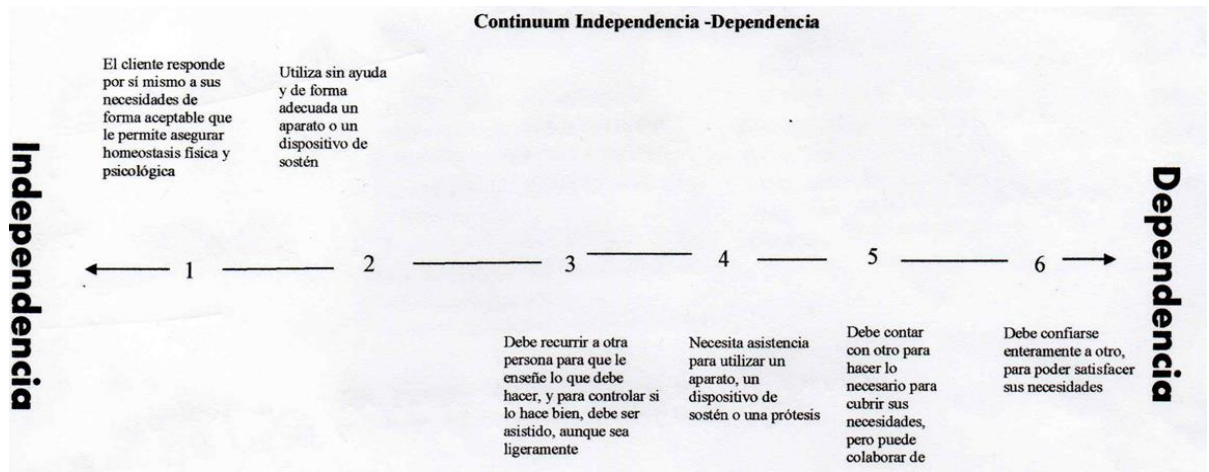 Continuum Independencia -Dependencia
El cliente responde
por sí mismo a sus
necesidades de
forma aceptable que
le permite asegurar
homeostasis física y
psicológica
Utiliza sin ayuda
y de forma
adecuada un
aparato o un
dispositivo de
sostén
Independencia
1
2
3
4
5
6
Dependencia
Debe recurrir a otra
persona para que le
enseñe lo que debe
hacer, y para controlar si
lo hace bien, debe ser
asistido, aunque sea
ligeramente
Necesita asistencia
para utilizar un
aparato, un
dispositivo de
sostén o una prótesis
Debe contar
con otro para
hacer lo
necesario para
cubrir sus
necesidades,
pero puede
colaborar de
Debe confiarse
enteramente a otro,
para poder satisfacer
sus necesidades